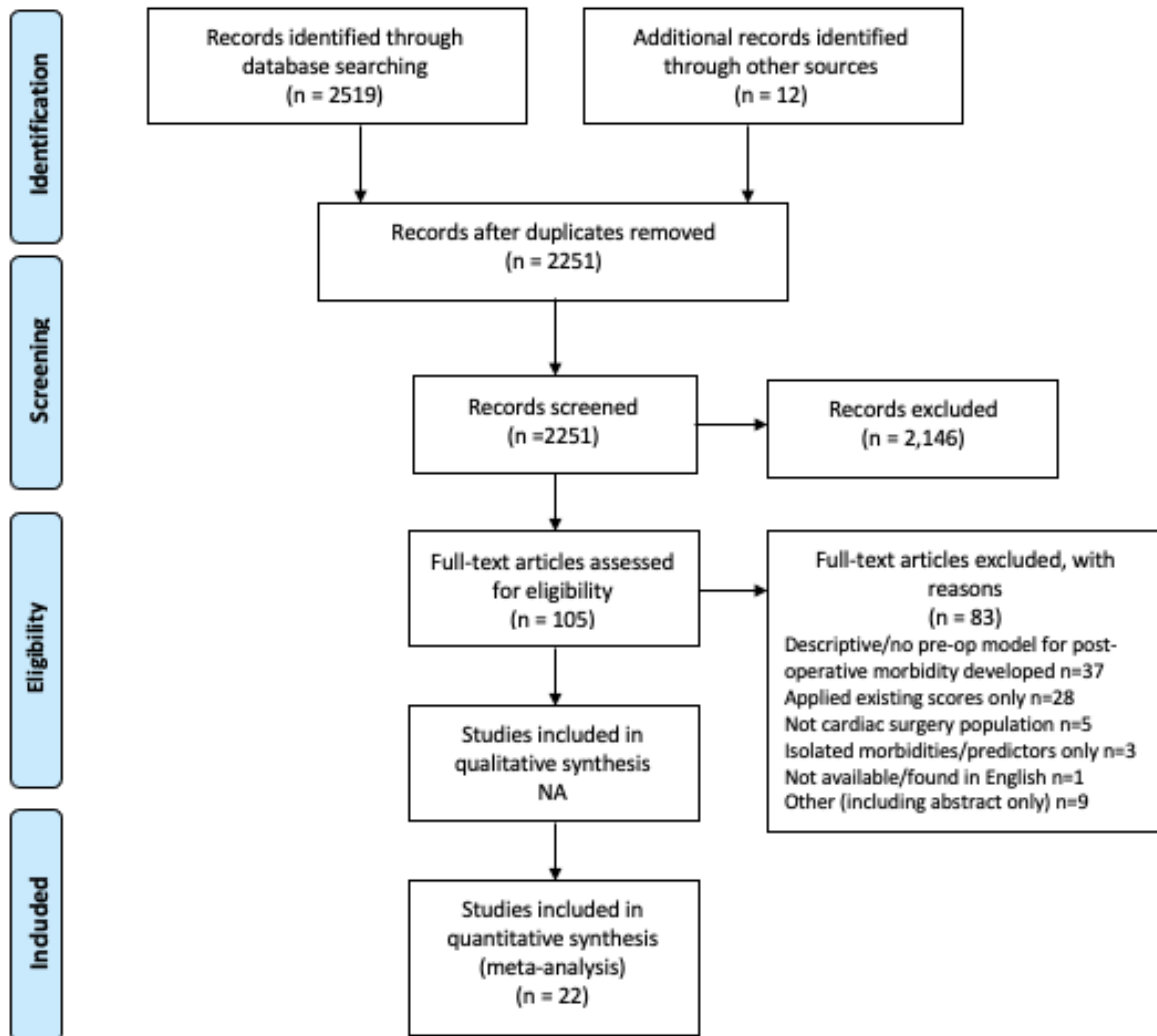 Identification
Records identified through
database searching
(n = 2519)
Additional records identified
through other sources
(n = 12)
Records after duplicates removed
(n = 2251)
Screening
Records screened
(n =2251)
Records excluded
(n = 2,146)
Eligibility
Full-text articles assessed
for eligibility
(n = 105)
Full-text articles excluded, with
reasons
(n = 83)
Descriptive/no pre-op model for post-
operative morbidity developed n=37
Applied existing scores only n=28
Not cardiac surgery population n=5
Isolated morbidities/predictors only n=3
Not available/found in English n=1
Other (including abstract only) n=9
Studies included in
qualitative synthesis
NA
Included
Studies included in
quantitative synthesis
(meta-analysis)
(n = 22)